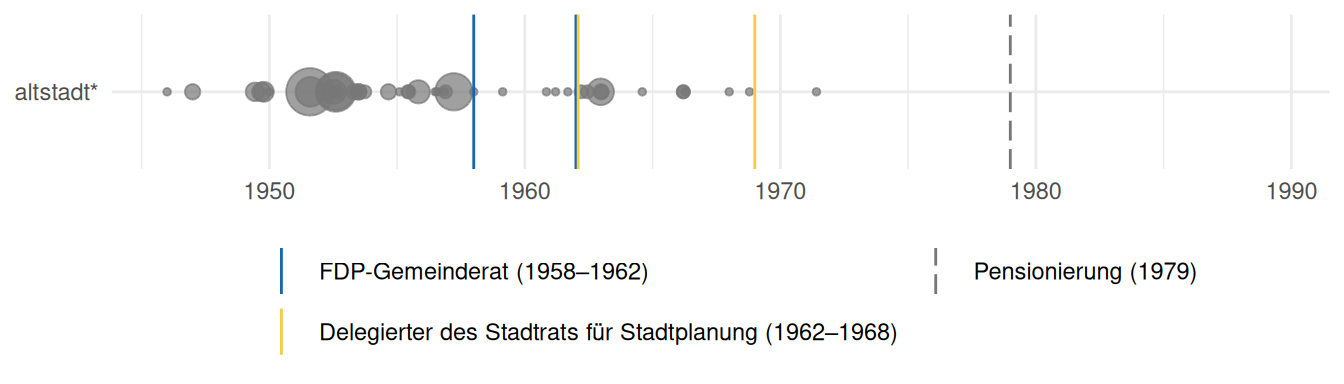 altstadt*
1950 1960 1970 1980 1990
FDP-Gemeinderat (1958–1962) Pensionierung (1979)
Delegierter des Stadtrats für Stadtplanung (1962–1968)